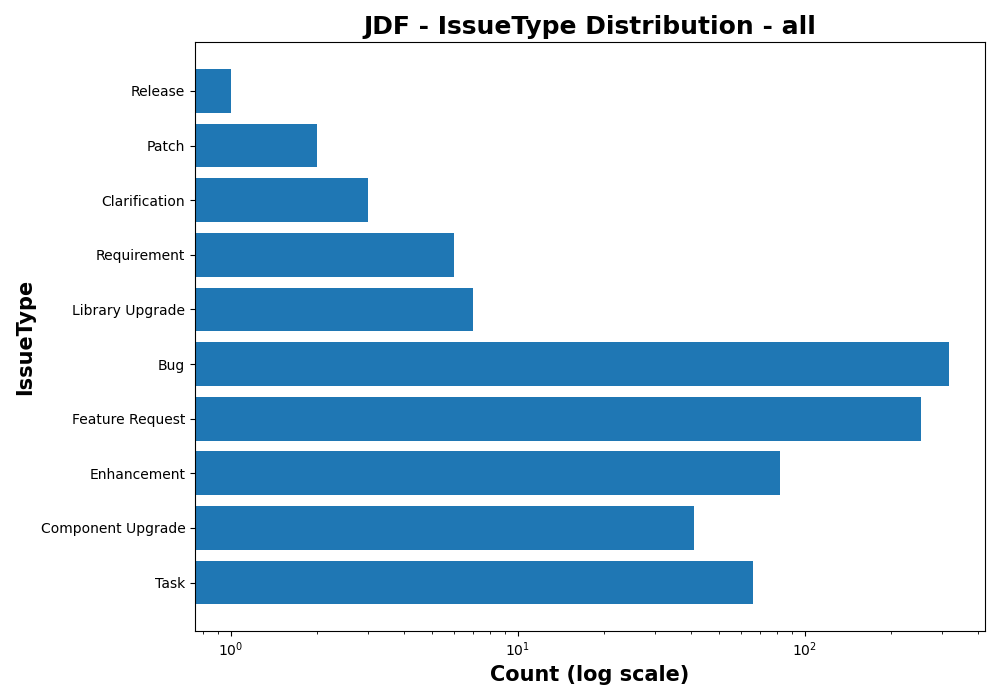 JDF - IssueType Distribution - all
Release
Patch
Clarification
Requirement
Library Upgrade
Bug
Feature Request
Enhancement
Component Upgrade
Task
IssueType
10⁰ 10¹ 10²
Count (log scale)